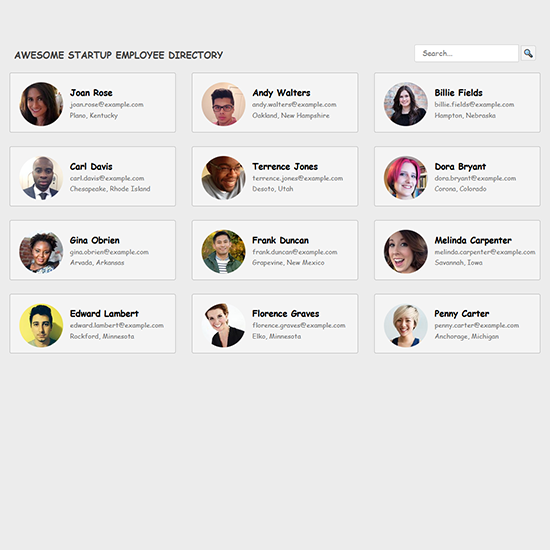 AWESOME STARTUP EMPLOYEE DIRECTORY
Search...
Joan Rose
joan.rose@example.com
Plano, Kentucky
Andy Walters
andy.walters@example.com
Oakland, New Hampshire
Billie Fields
billie.fields@example.com
Hampton, Nebraska
Carl Davis
carl.davis@example.com
Chesapeake, Rhode Island
Terrence Jones
terrence.jones@example.com
Desoto, Utah
Dora Bryant
dora.bryant@example.com
Corona, Colorado
Gina Obrien
gina.obrien@example.com
Arvada, Arkansas
Frank Duncan
frank.duncan@example.com
Grapevine, New Mexico
Melinda Carpenter
melinda.carpenter@example.com
Savannah, Iowa
Edward Lambert
edward.lambert@example.com
Rockford, Minnesota
Florence Graves
florence.graves@example.com
Elko, Minnesota
Penny Carter
penny.carter@example.com
Anchorage, Michigan